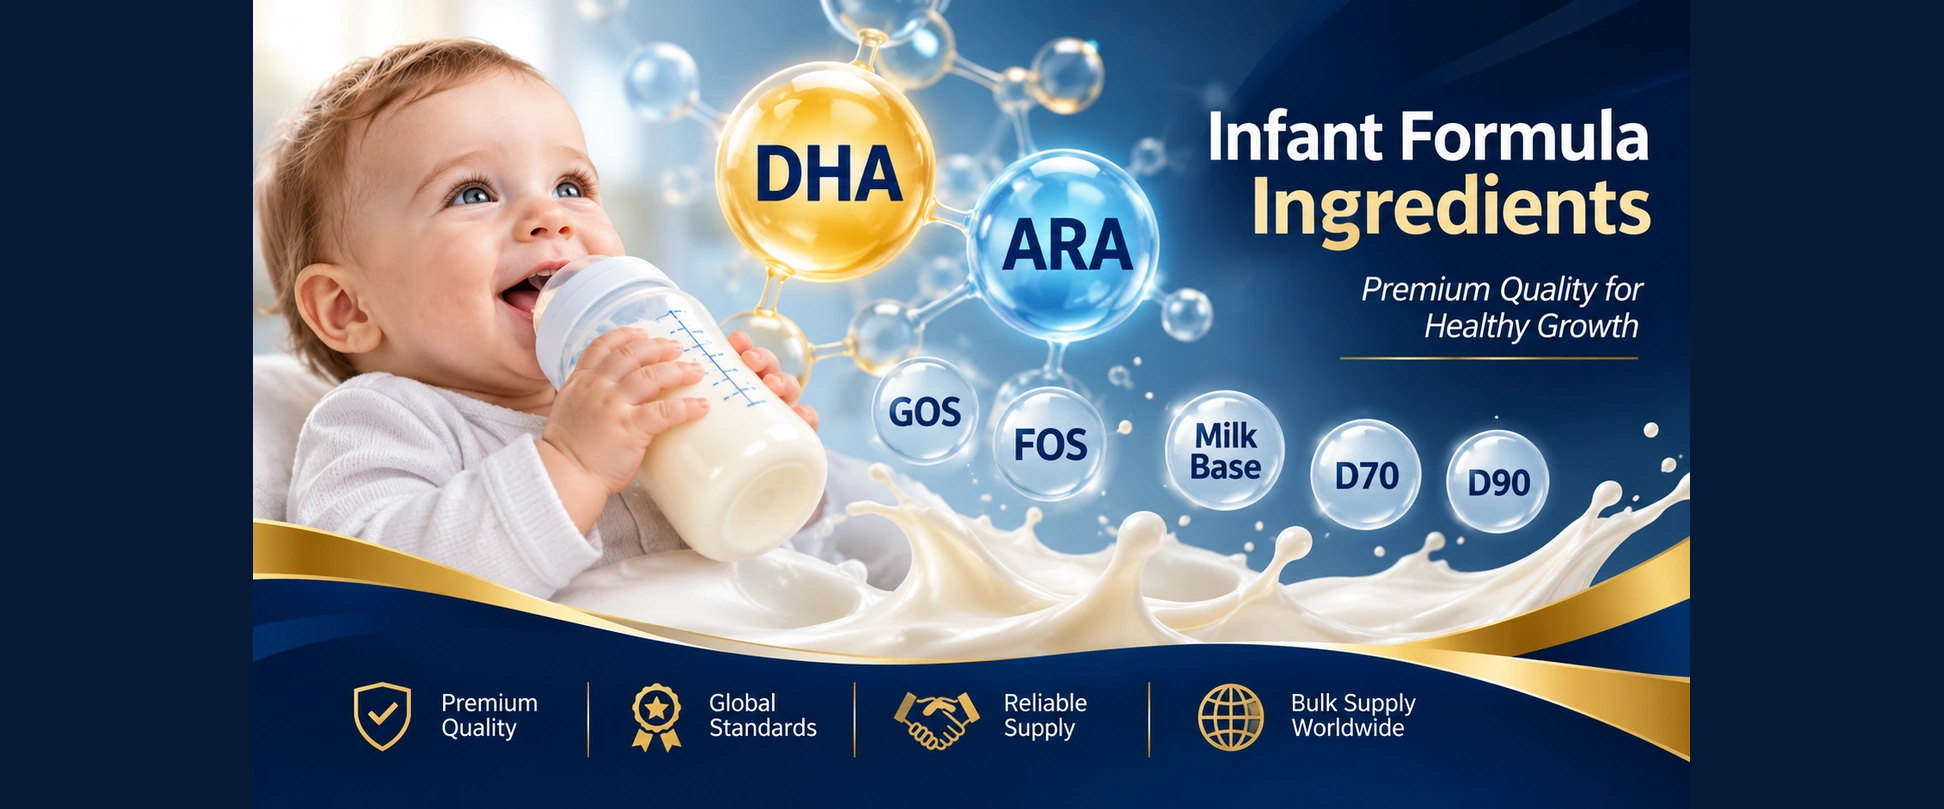 DHA
ARA
Infant Formula
Ingredients
Premium Quality for
Healthy Growth
GOS
FOS
Milk
Base
D70
D90
Premium
Quality
Global
Standards
Reliable
Supply
Bulk Supply
Worldwide